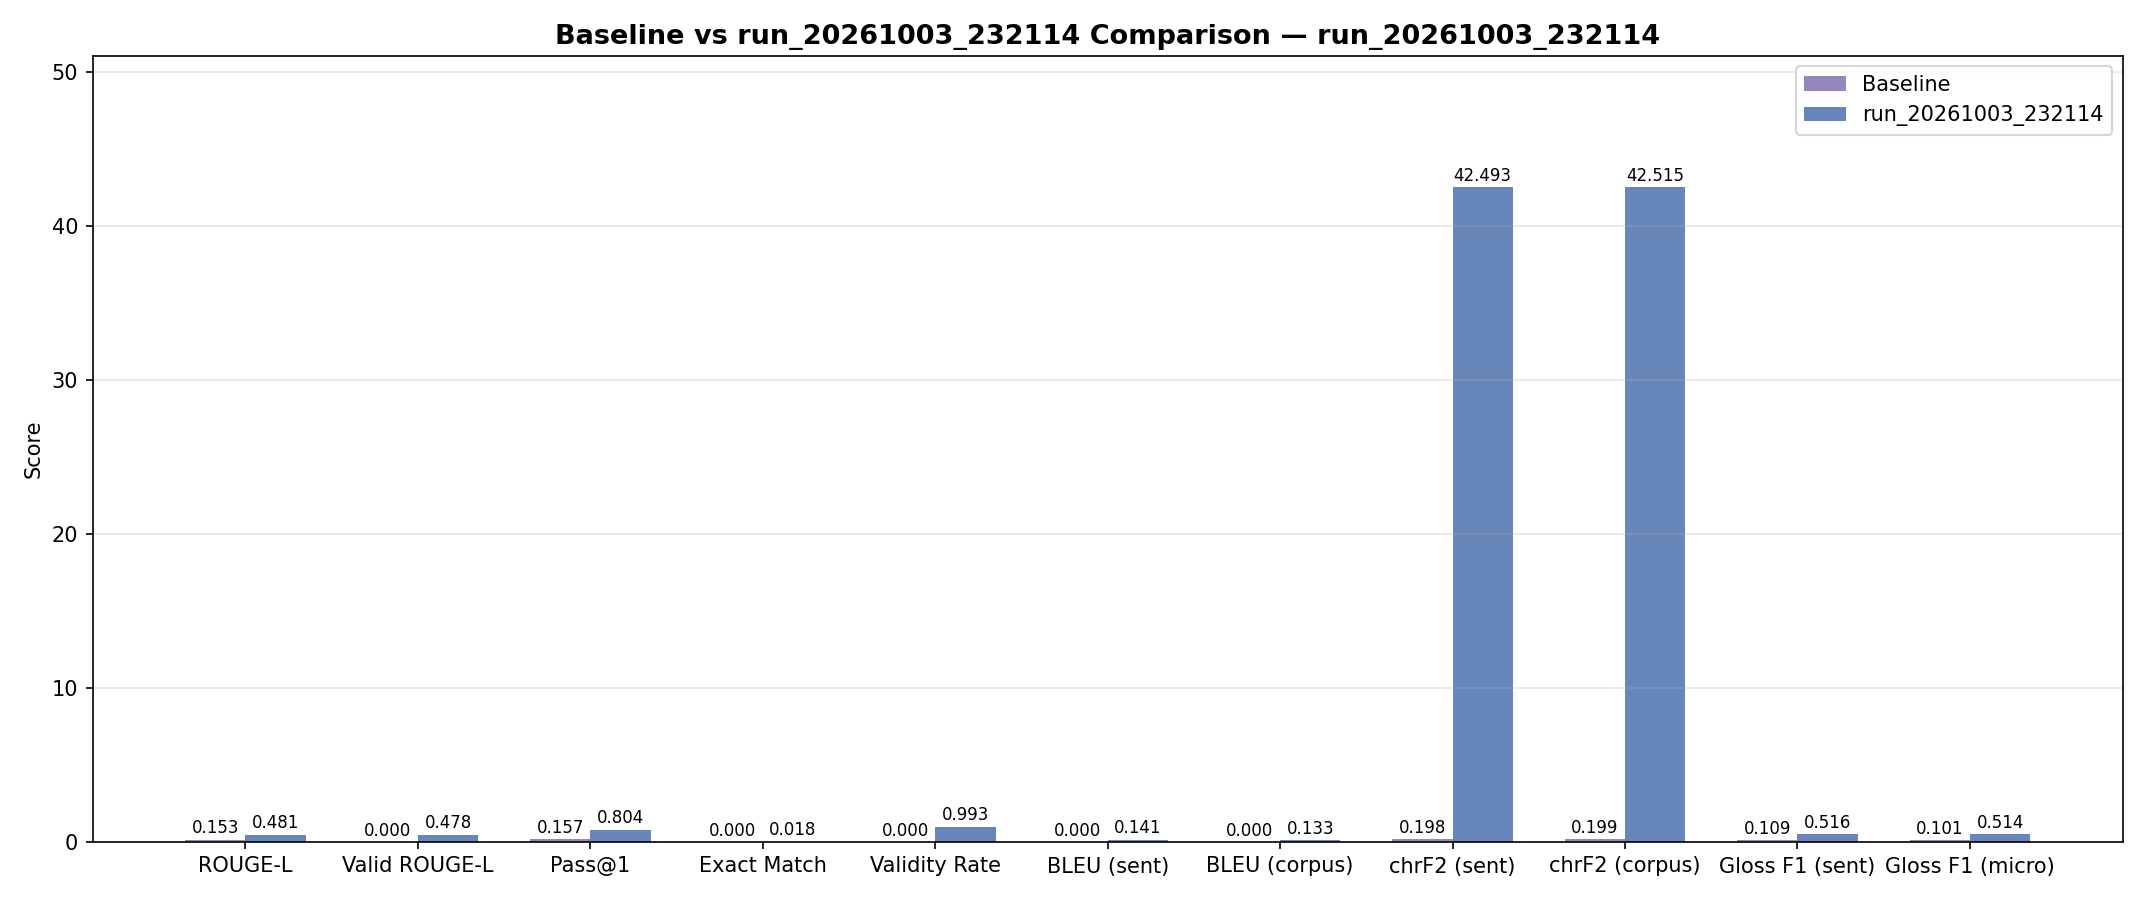 Baseline vs run_20261003_232114 Comparison — run_20261003_232114
Baseline
run_20261003_232114
Score
50
40
30
20
10
0
42.493 42.515
0.153 0.481 0.000 0.478 0.157 0.804 0.000 0.018 0.000 0.993 0.000 0.141 0.000 0.133 0.198 0.199 0.109 0.516 0.101 0.514
ROUGE-L Valid ROUGE-L Pass@1 Exact Match Validity Rate BLEU (sent) BLEU (corpus) chrF2 (sent) chrF2 (corpus) Gloss F1 (sent) Gloss F1 (micro)